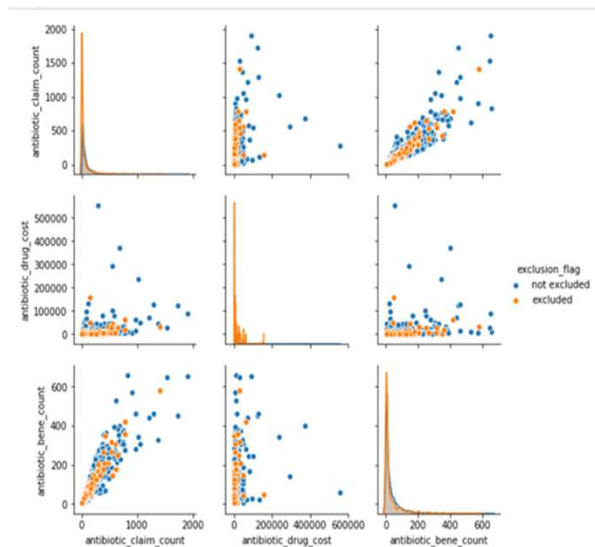 antibiotic_claim_count
2000
1500
1000
500
0
antibiotic_drug_cost
500000
400000
300000
200000
100000
0
exclusion_flag
not excluded
excluded
antibiotic_bene_count
600
400
200
0
0 1000 2000
0 200000 400000 600000
0 200 400 600
antibiotic_claim_count
antibiotic_drug_cost
antibiotic_bene_count